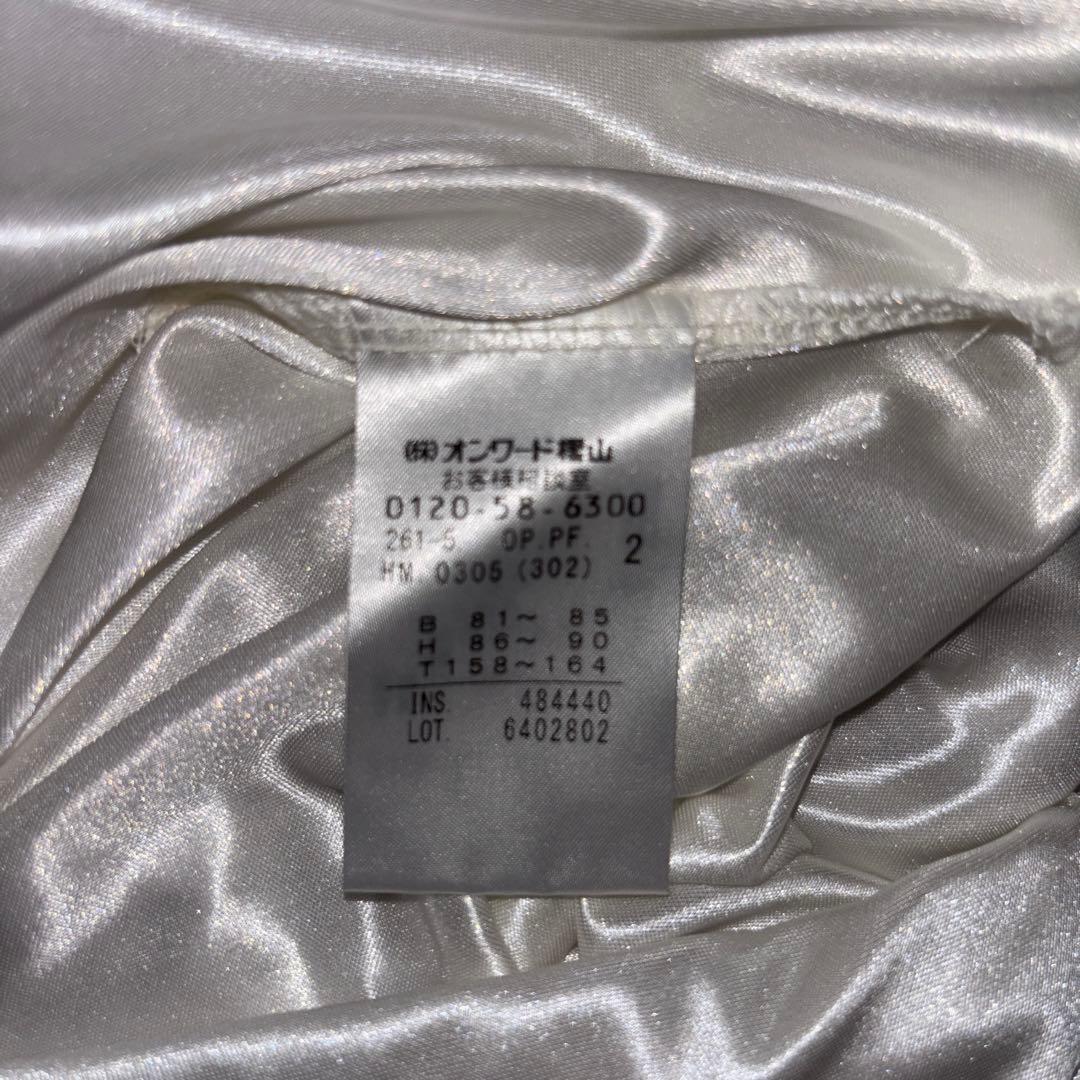 ㈱オンワード樫山
お客様相談室
0120-58-6300
261-5 OP.PF. 2
HM 0305 (302)
B 81～ 85
H 86～ 90
T158～164
INS. 484440
LOT. 6402802